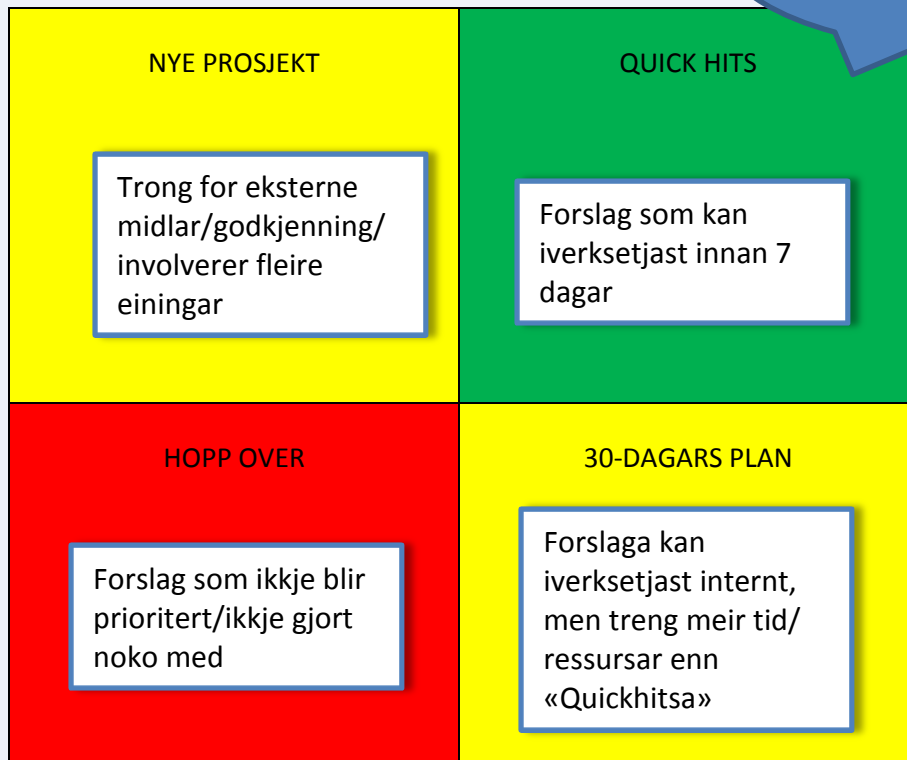 NYE PROSJEKT
Trong for eksterne
midlar/godkjenning/
involverer fleire
einingar
QUICK HITS
Forslag som kan
iverksetjast innan 7
dagar
HOPP OVER
Forslag som ikkje blir
prioritert/ikkje gjort
noko med
30-DAGARS PLAN
Forslaga kan
iverksetjast internt,
men treng meir tid/
ressursar enn
«Quickhitsa»